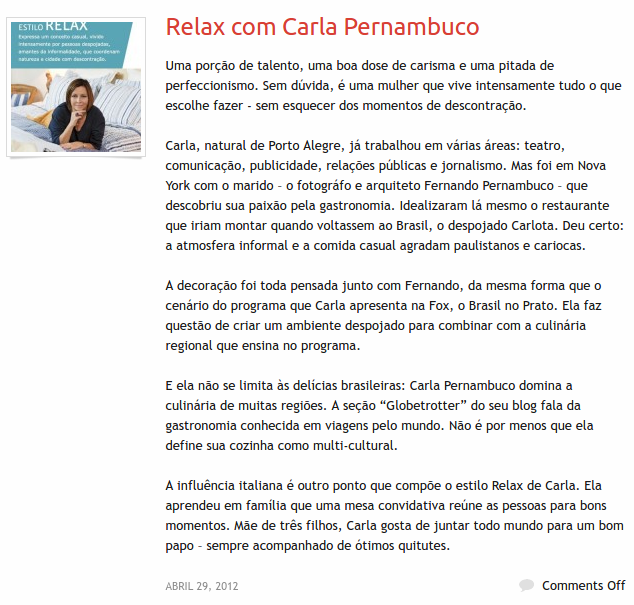 ESTILO RELAX
Expressa um conceito casual, vivido
intensamente por pessoas despojadas,
amantes da informalidade, que coordenam
natureza e cidade com descontração.
Relax com Carla Pernambuco
Uma porção de talento, uma boa dose de carisma e uma pitada de
perfeccionismo. Sem dúvida, é uma mulher que vive intensamente tudo o que
escolhe fazer - sem esquecer dos momentos de descontração.
Carla, natural de Porto Alegre, já trabalhou em várias áreas: teatro,
comunicação, publicidade, relações públicas e jornalismo. Mas foi em Nova
York com o marido – o fotográfo e arquiteto Fernando Pernambuco – que
descobriu sua paixão pela gastronomia. Idealizaram lá mesmo o restaurante
que iriam montar quando voltassem ao Brasil, o despojado Carlota. Deu certo:
a atmosfera informal e a comida casual agradam paulistanos e cariocas.
A decoração foi toda pensada junto com Fernando, da mesma forma que o
cenário do programa que Carla apresenta na Fox, o Brasil no Prato. Ela faz
questão de criar um ambiente despojado para combinar com a culinária
regional que ensina no programa.
E ela não se limita às delícias brasileiras: Carla Pernambuco domina a
culinária de muitas regiões. A seção “Globetrotter” do seu blog fala da
gastronomia conhecida em viagens pelo mundo. Não é por menos que ela
define sua cozinha como multi-cultural.
A influência italiana é outro ponto que compõe o estilo Relax de Carla. Ela
aprendeu em família que uma mesa convidativa reúne as pessoas para bons
momentos. Mãe de três filhos, Carla gosta de juntar todo mundo para um bom
papo – sempre acompanhado de ótimos quitutes.
ABRIL 29, 2012
Comments Off